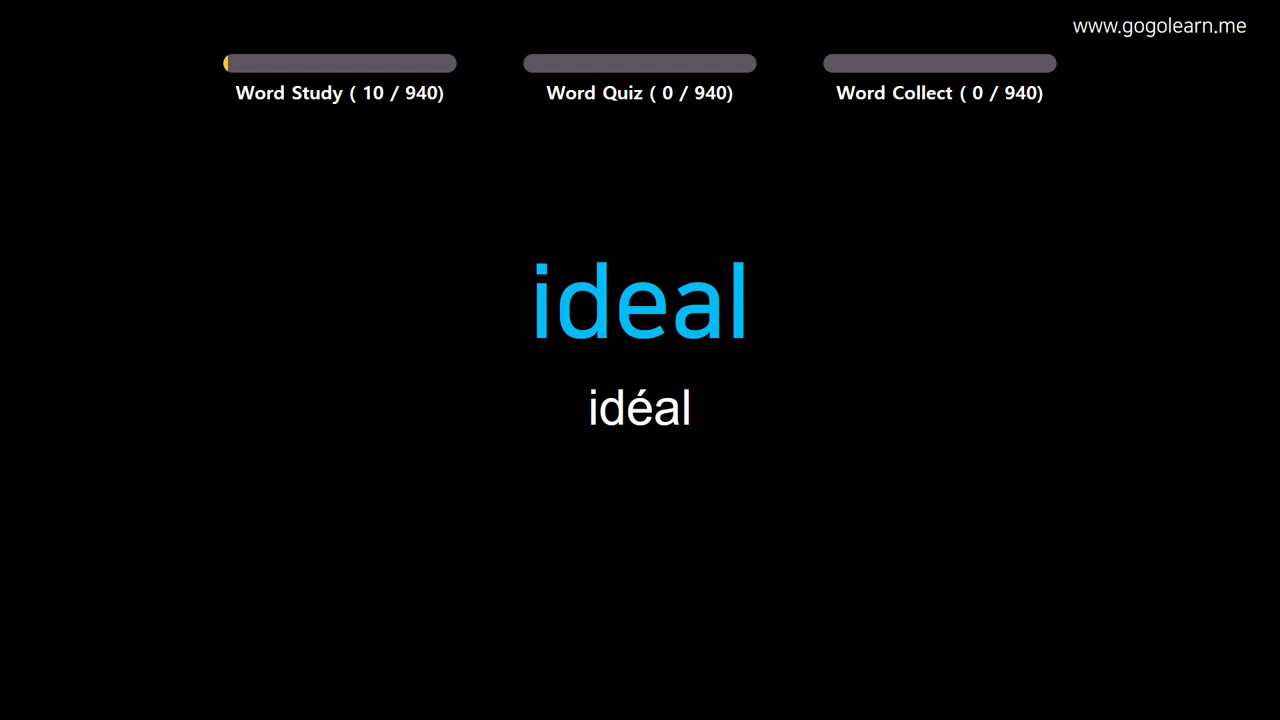 www.gogolearn.me
Word Study ( 10 / 940)
Word Quiz ( 0 / 940)
Word Collect ( 0 / 940)
ideal
idéal